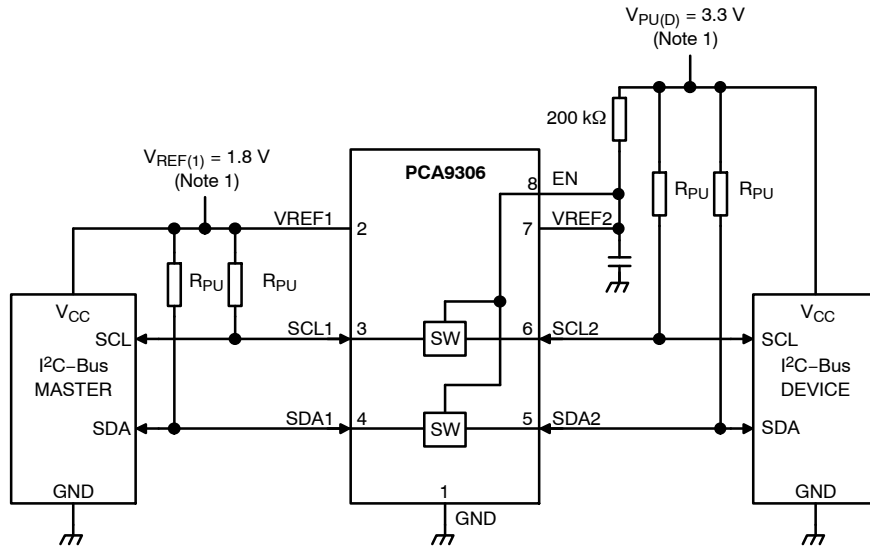 V_PU(D) = 3.3 V
(Note 1)
200 kΩ
V_REF(1) = 1.8 V
(Note 1)
PCA9306
8 EN
R_PU R_PU
VREF1 2
7 VREF2
R_PU R_PU
V_CC
V_CC
SCL SCL1 3 SW 6 SCL2 SCL
I²C−Bus
MASTER
I²C−Bus
DEVICE
SDA SDA1 4 SW 5 SDA2 SDA
GND
1
GND
GND